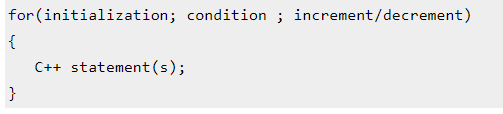 for(initialization; condition ; increment/decrement)
{
   C++ statement(s);
}